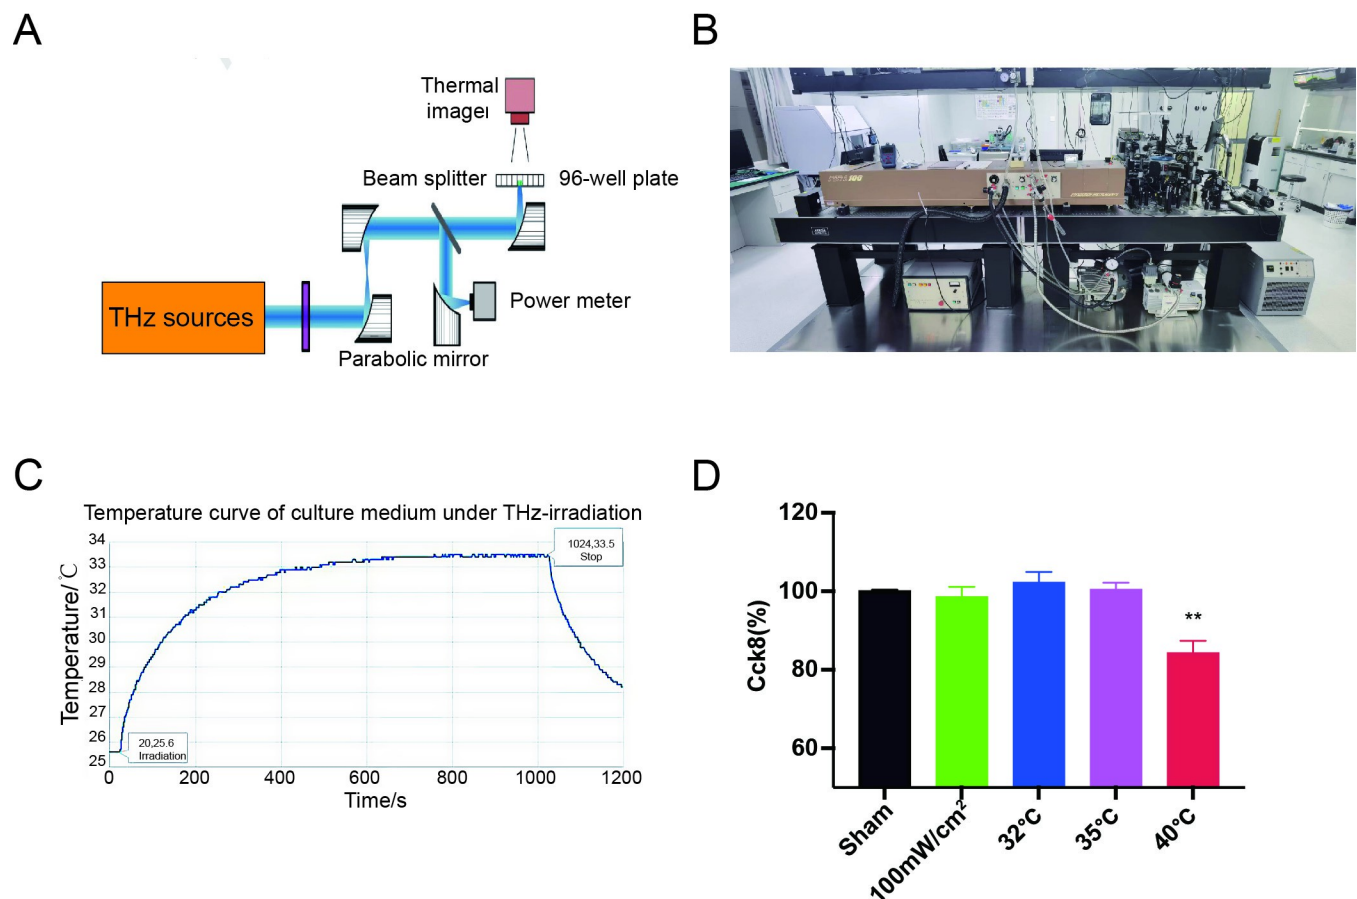 A
Thermal
imager
Beam splitter
96-well plate
THz sources
Power meter
Parabolic mirror
B
100
C
Temperature curve of culture medium under THz-irradiation
Temperature/℃
34
33
32
31
30
29
28
27
26
25
1024,33.5
Stop
20,25.6
Irradiation
0
200
400
600
800
1000
1200
Time/s
D
Cck8(%)
120
100
80
60
**
Sham
100mW/cm²
32°C
35°C
40°C